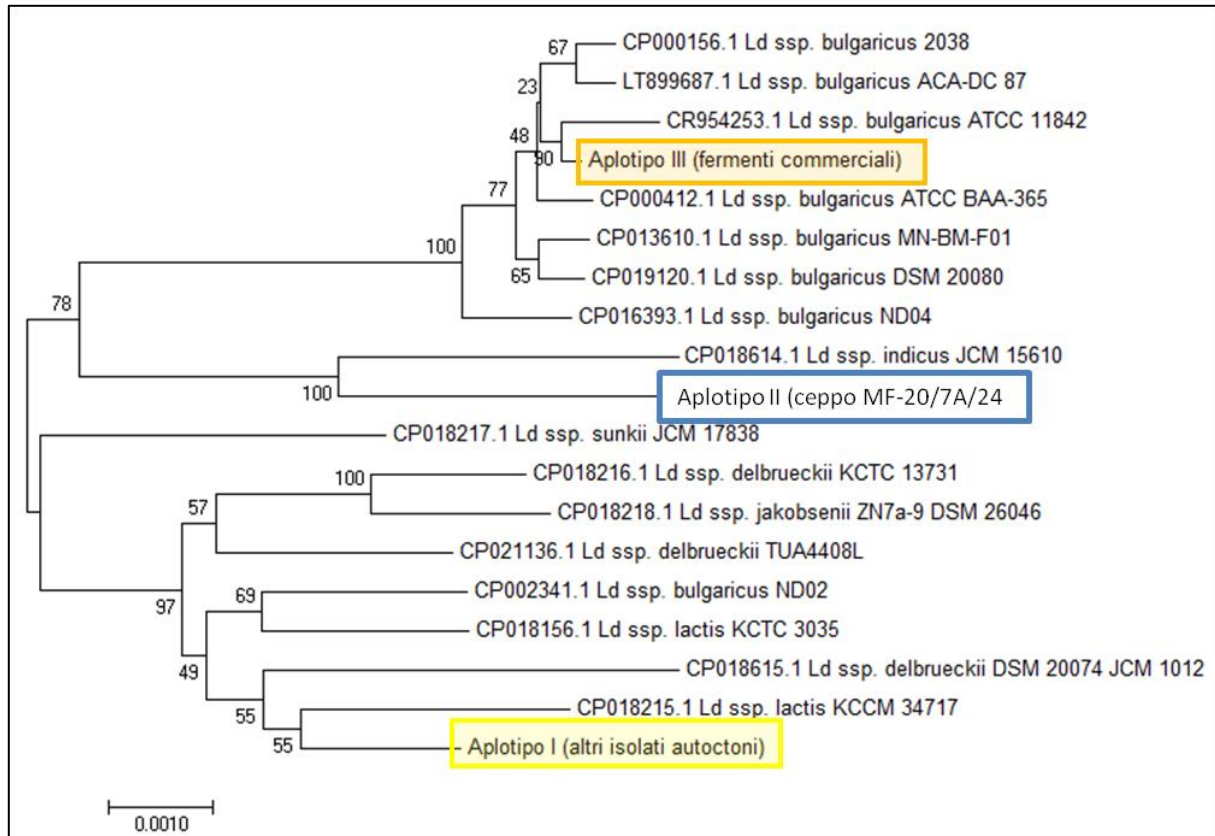 67
CP000156.1 Ld ssp. bulgaricus 2038
LT899687.1 Ld ssp. bulgaricus ACA-DC 87
23
CR954253.1 Ld ssp. bulgaricus ATCC 11842
48
90
Aplotipo III (fermenti commerciali)
77
CP000412.1 Ld ssp. bulgaricus ATCC BAA-365
100
CP013610.1 Ld ssp. bulgaricus MN-BM-F01
65
CP019120.1 Ld ssp. bulgaricus DSM 20080
78
CP016393.1 Ld ssp. bulgaricus ND04
CP018614.1 Ld ssp. indicus JCM 15610
100
Aplotipo II (ceppo MF-20/7A/24
CP018217.1 Ld ssp. sunkii JCM 17838
100
CP018216.1 Ld ssp. delbrueckii KCTC 13731
57
CP018218.1 Ld ssp. jakobsenii ZN7a-9 DSM 26046
CP021136.1 Ld ssp. delbrueckii TUA4408L
97
69
CP002341.1 Ld ssp. bulgaricus ND02
CP018156.1 Ld ssp. lactis KCTC 3035
49
CP018615.1 Ld ssp. delbrueckii DSM 20074 JCM 1012
55
CP018215.1 Ld ssp. lactis KCCM 34717
55
Aplotipo I (altri isolati autoctoni)
0.0010